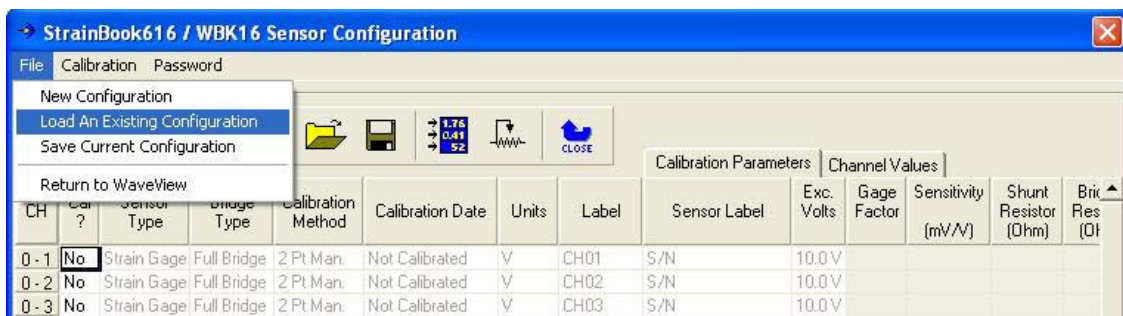 StrainBook616 / WBK16 Sensor Configuration
File Calibration Password
New Configuration
Load An Existing Configuration
Save Current Configuration
Return to WaveView
1.76
0.41
52
CLOSE
Calibration Parameters Channel Values
CH Cal ? Sensor Type Bridge Type Calibration Method Calibration Date Units Label Sensor Label Exc. Volts Gage Factor Sensitivity (mV/V) Shunt Resistor (Ohm)
0 - 1 No Strain Gage Full Bridge 2 Pt Man. Not Calibrated V CH01 S/N 10.0 V
0 - 2 No Strain Gage Full Bridge 2 Pt Man. Not Calibrated V CH02 S/N 10.0 V
0 - 3 No Strain Gage Full Bridge 2 Pt Man. Not Calibrated V CH03 S/N 10.0 V